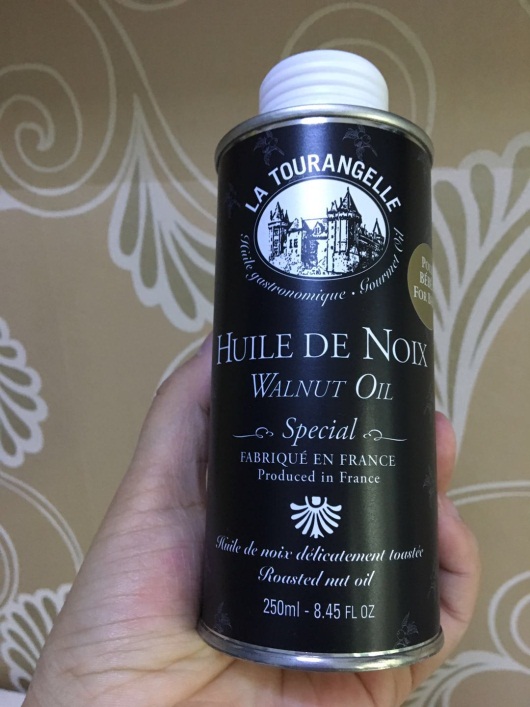 LA TOURANGELLE
Huile gastronomique · Gourmet Oil
FOR
HUILE DE NOIX
WALNUT OIL
Special
FABRIQUÉ EN FRANCE
Produced in France
Huile de noix délicatement toastée
Roasted nut oil
250ml - 8.45 FL OZ